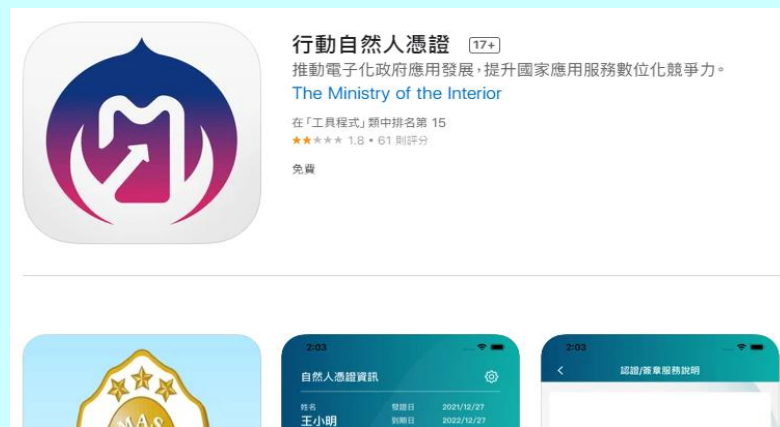 行動自然人憑證 17+
推動電子化政府應用發展,提升國家應用服務數位化競爭力。
The Ministry of the Interior
在「工具程式」類中排名第 15
★★★★★ 1.8 • 61 則評分
免費
MAS
2:03
自然人憑證資訊
姓名 發證日 2021/12/27
王小明 到期日 2022/12/27
2:03
認證/簽章服務說明